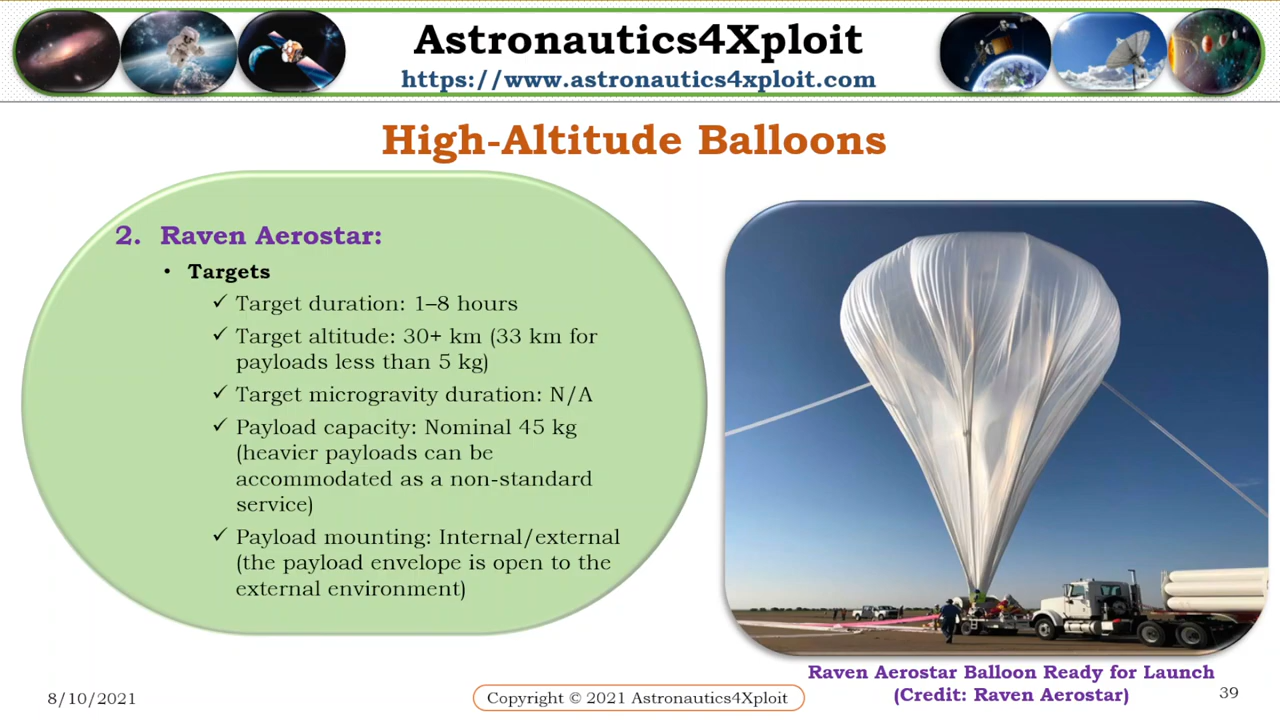 Astronautics4Xploit
https://www.astronautics4xploit.com
High-Altitude Balloons
2. Raven Aerostar:
• Targets
✓ Target duration: 1–8 hours
✓ Target altitude: 30+ km (33 km for
payloads less than 5 kg)
✓ Target microgravity duration: N/A
✓ Payload capacity: Nominal 45 kg
(heavier payloads can be
accommodated as a non-standard
service)
✓ Payload mounting: Internal/external
(the payload envelope is open to the
external environment)
Raven Aerostar Balloon Ready for Launch
(Credit: Raven Aerostar)
8/10/2021
Copyright © 2021 Astronautics4Xploit
39